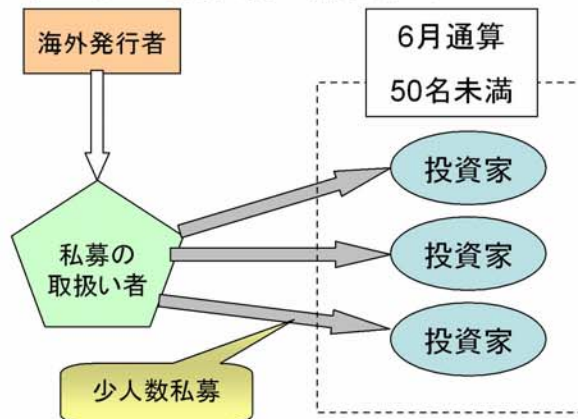 海外発行者
6月通算
50名未満
投資家
私募の
取扱い者
投資家
投資家
少人数私募